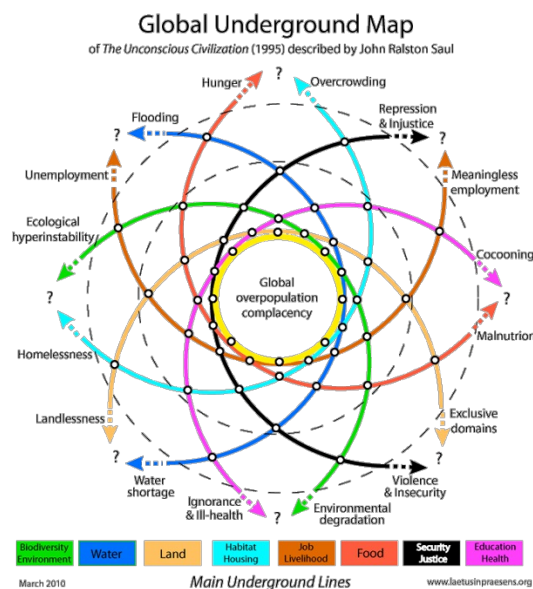 Global Underground Map
of The Unconscious Civilization (1995) described by John Ralston Saul
?
Hunger
Overcrowding
Flooding
Repression
& Injustice
?
?
Unemployment
Meaningless
employment
Ecological
hyperinstability
Cocooning
?
Global
overpopulation
complacency
?
Homelessness
Malnutrion
Landlessness
Exclusive
domains
?
?
Water
shortage
Violence
& Insecurity
Ignorance
& Ill-health
?
Environmental
degradation
Biodiversity
Environment
Water
Land
Habitat
Housing
Job
Livelihood
Food
Security
Justice
Education
Health
March 2010
Main Underground Lines
www.laetusinpraesens.org